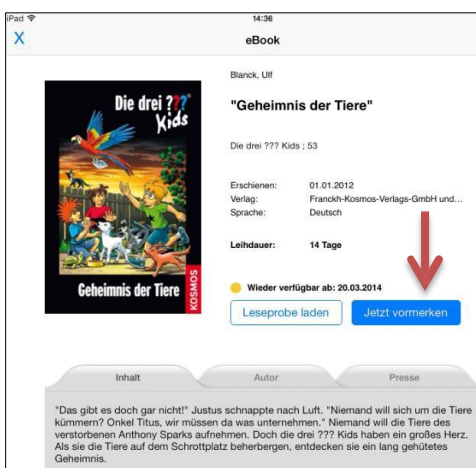 iPad 14:36
X eBook
Blanck, Ulf
"Geheimnis der Tiere"
Die drei ??? Kids ; 53
Erschienen: 01.01.2012
Verlag: Franckh-Kosmos-Verlags-GmbH und...
Sprache: Deutsch
Leihdauer: 14 Tage
Wieder verfügbar ab: 20.03.2014
Leseprobe laden Jetzt vormerken
Die drei ???
Kids
Geheimnis der Tiere
KOSMOS
Inhalt Autor Presse
"Das gibt es doch gar nicht!" Justus schnappte nach Luft. "Niemand will sich um die Tiere
kümmern? Onkel Titus, wir müssen da was unternehmen." Niemand will die Tiere des
verstorbenen Anthony Sparks aufnehmen. Doch die drei ??? Kids haben ein großes Herz.
Als sie die Tiere auf dem Schrottplatz beherbergen, entdecken sie ein lang gehütetes
Geheimnis.